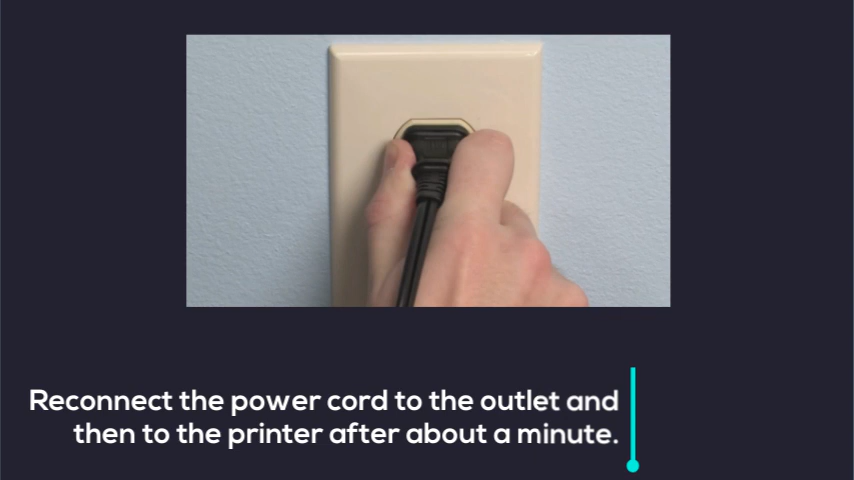 Reconnect the power cord to the outlet and
then to the printer after about a minute.